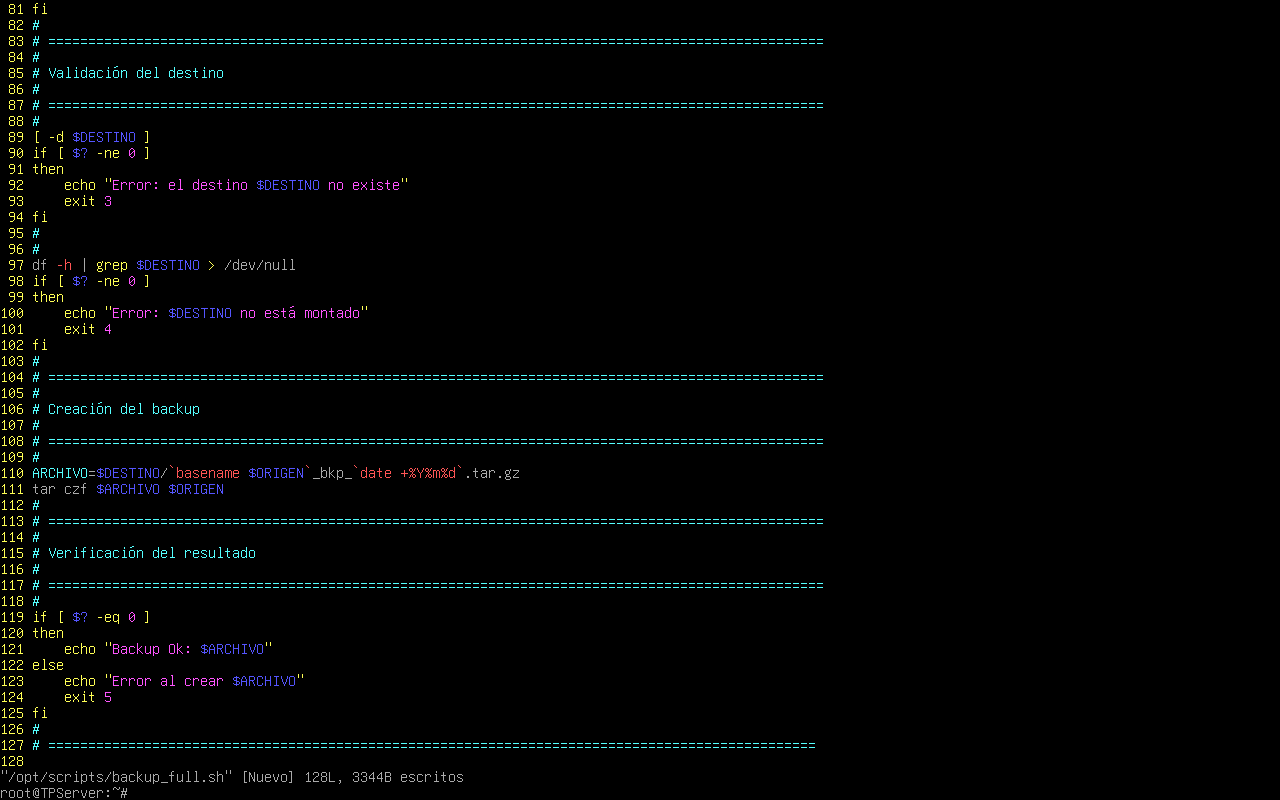 81 fi
82 #
83 # =================================================================================================
84 #
85 # Validación del destino
86 #
87 # =================================================================================================
88 #
89 [ -d $DESTINO ]
90 if [ $? -ne 0 ]
91 then
92     echo "Error: el destino $DESTINO no existe"
93     exit 3
94 fi
95 #
96 #
97 df -h | grep $DESTINO > /dev/null
98 if [ $? -ne 0 ]
99 then
100     echo "Error: $DESTINO no está montado"
101     exit 4
102 fi
103 #
104 # =================================================================================================
105 #
106 # Creación del backup
107 #
108 # =================================================================================================
109 #
110 ARCHIVO=$DESTINO/`basename $ORIGEN`_bkp_`date +%Y%m%d`.tar.gz
111 tar czf $ARCHIVO $ORIGEN
112 #
113 # =================================================================================================
114 #
115 # Verificación del resultado
116 #
117 # =================================================================================================
118 #
119 if [ $? -eq 0 ]
120 then
121     echo "Backup Ok: $ARCHIVO"
122 else
123     echo "Error al crear $ARCHIVO"
124     exit 5
125 fi
126 #
127 # ================================================================================================
128
"/opt/scripts/backup_full.sh" [Nuevo] 128L, 3344B escritos
root@TPServer:~#